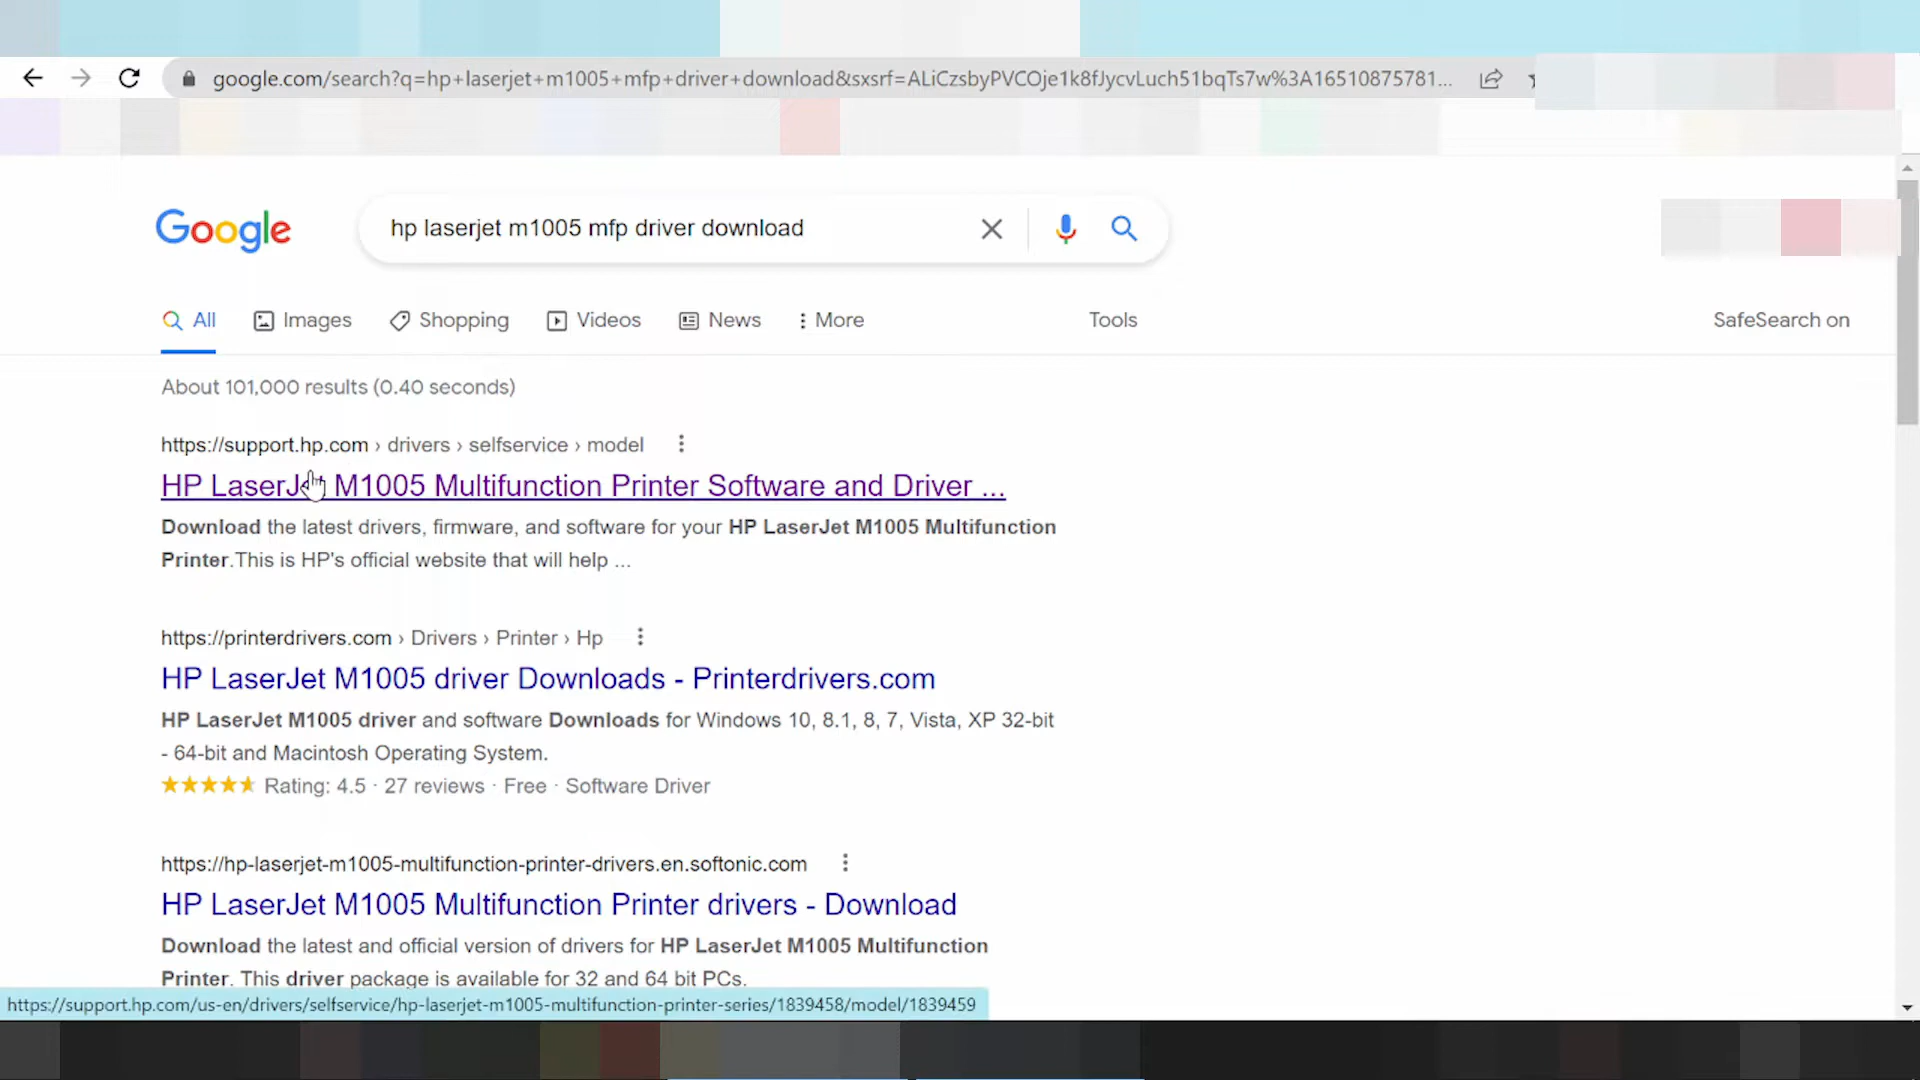 google.com/search?q=hp+laserjet+m1005+mfp+driver+download&sxsrf=ALiCzsbyPVCOje1k8fJycvLuch51bqTs7w%3A16510875781...
Google
hp laserjet m1005 mfp driver download
All Images Shopping Videos News More Tools SafeSearch on
About 101,000 results (0.40 seconds)
https://support.hp.com › drivers › selfservice › model
HP LaserJet M1005 Multifunction Printer Software and Driver ...
Download the latest drivers, firmware, and software for your HP LaserJet M1005 Multifunction
Printer.This is HP's official website that will help ...
https://printerdrivers.com › Drivers › Printer › Hp
HP LaserJet M1005 driver Downloads - Printerdrivers.com
HP LaserJet M1005 driver and software Downloads for Windows 10, 8.1, 8, 7, Vista, XP 32-bit
- 64-bit and Macintosh Operating System.
Rating: 4.5 · 27 reviews · Free · Software Driver
https://hp-laserjet-m1005-multifunction-printer-drivers.en.softonic.com
HP LaserJet M1005 Multifunction Printer drivers - Download
Download the latest and official version of drivers for HP LaserJet M1005 Multifunction
Printer. This driver package is available for 32 and 64 bit PCs.
https://support.hp.com/us-en/drivers/selfservice/hp-laserjet-m1005-multifunction-printer-series/1839458/model/1839459